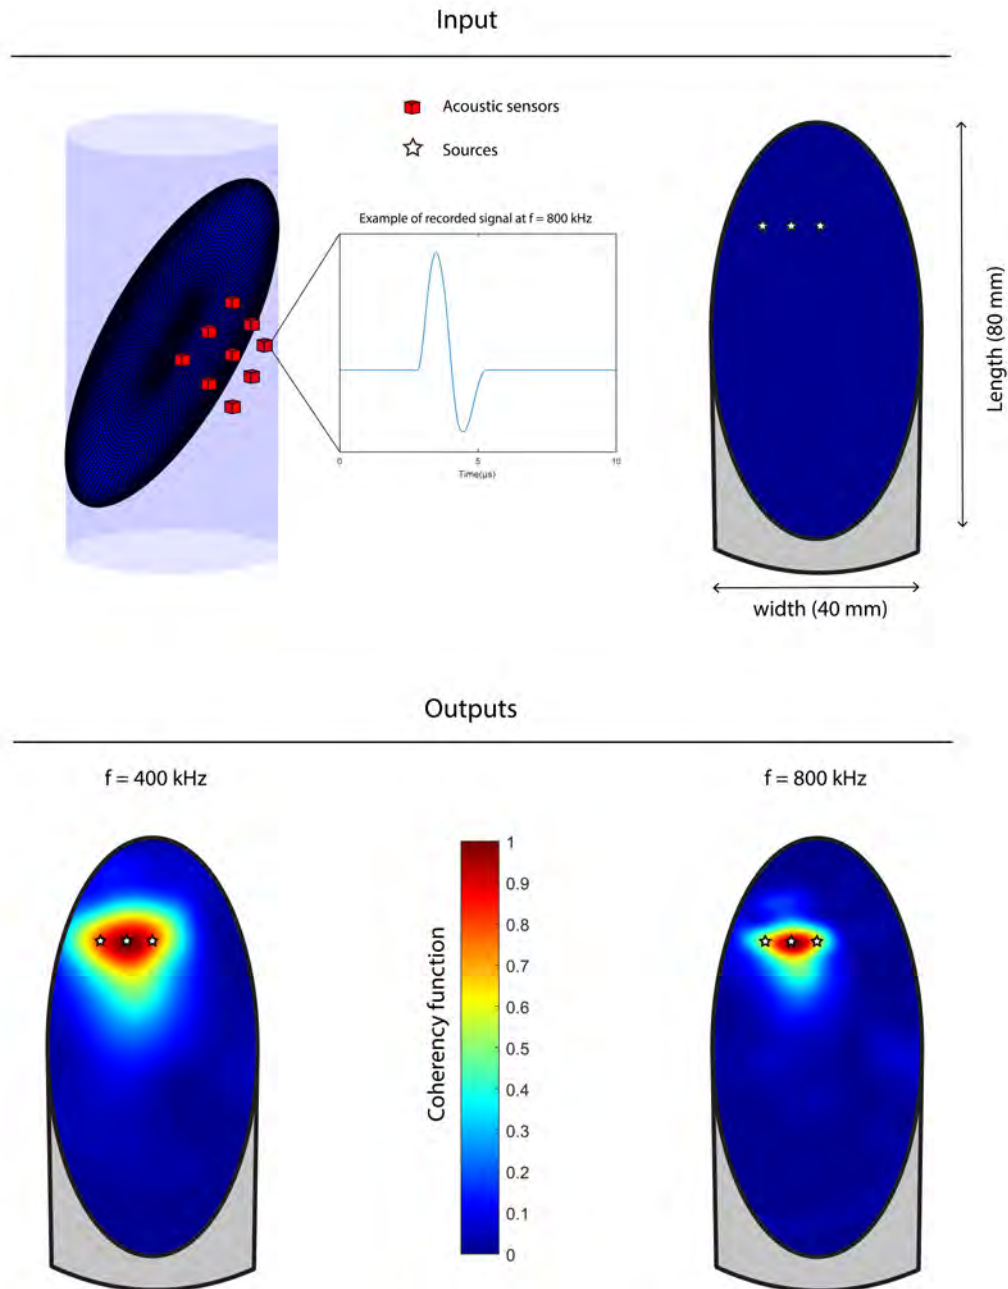 Input
Acoustic sensors
Sources
Example of recorded signal at f = 800 kHz
0
5
10
Time(μs)
Length (80 mm)
width (40 mm)
Outputs
f = 400 kHz
f = 800 kHz
Coherency function
1
0.9
0.8
0.7
0.6
0.5
0.4
0.3
0.2
0.1
0